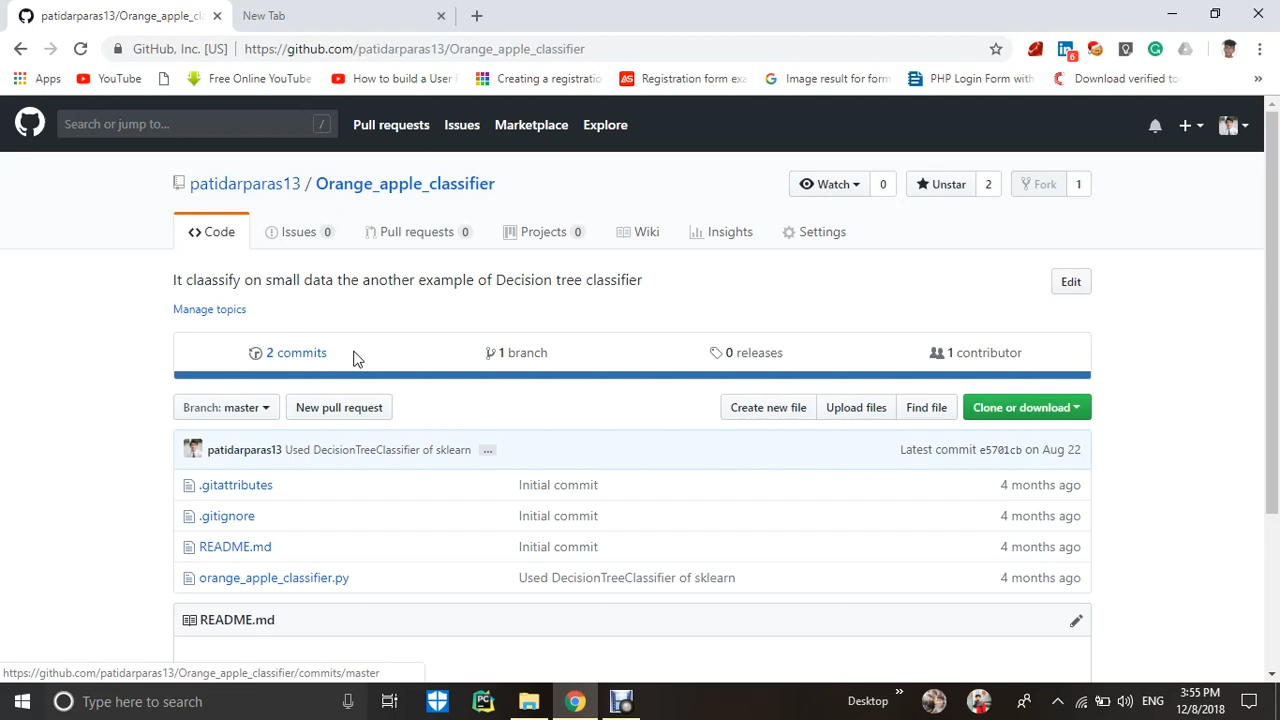 patidarparas13/Orange_apple_cl
New Tab
GitHub, Inc. [US] https://github.com/patidarparas13/Orange_apple_classifier
6
Apps YouTube Free Online YouTube How to build a User Creating a registratio Registration form exa Image result for form PHP Login Form with Download verified to »
Search or jump to... /
Pull requests Issues Marketplace Explore
patidarparas13 / Orange_apple_classifier
Watch 0 Unstar 2 Fork 1
Code Issues 0 Pull requests 0 Projects 0 Wiki Insights Settings
It claassify on small data the another example of Decision tree classifier
Edit
Manage topics
2 commits 1 branch 0 releases 1 contributor
Branch: master New pull request Create new file Upload files Find file Clone or download
patidarparas13 Used DecisionTreeClassifier of sklearn ... Latest commit e5701cb on Aug 22
.gitattributes Initial commit 4 months ago
.gitignore Initial commit 4 months ago
README.md Initial commit 4 months ago
orange_apple_classifier.py Used DecisionTreeClassifier of sklearn 4 months ago
README.md
https://github.com/patidarparas13/Orange_apple_classifier/commits/master
Type here to search
PC
Desktop »
ENG
3:55 PM
12/8/2018